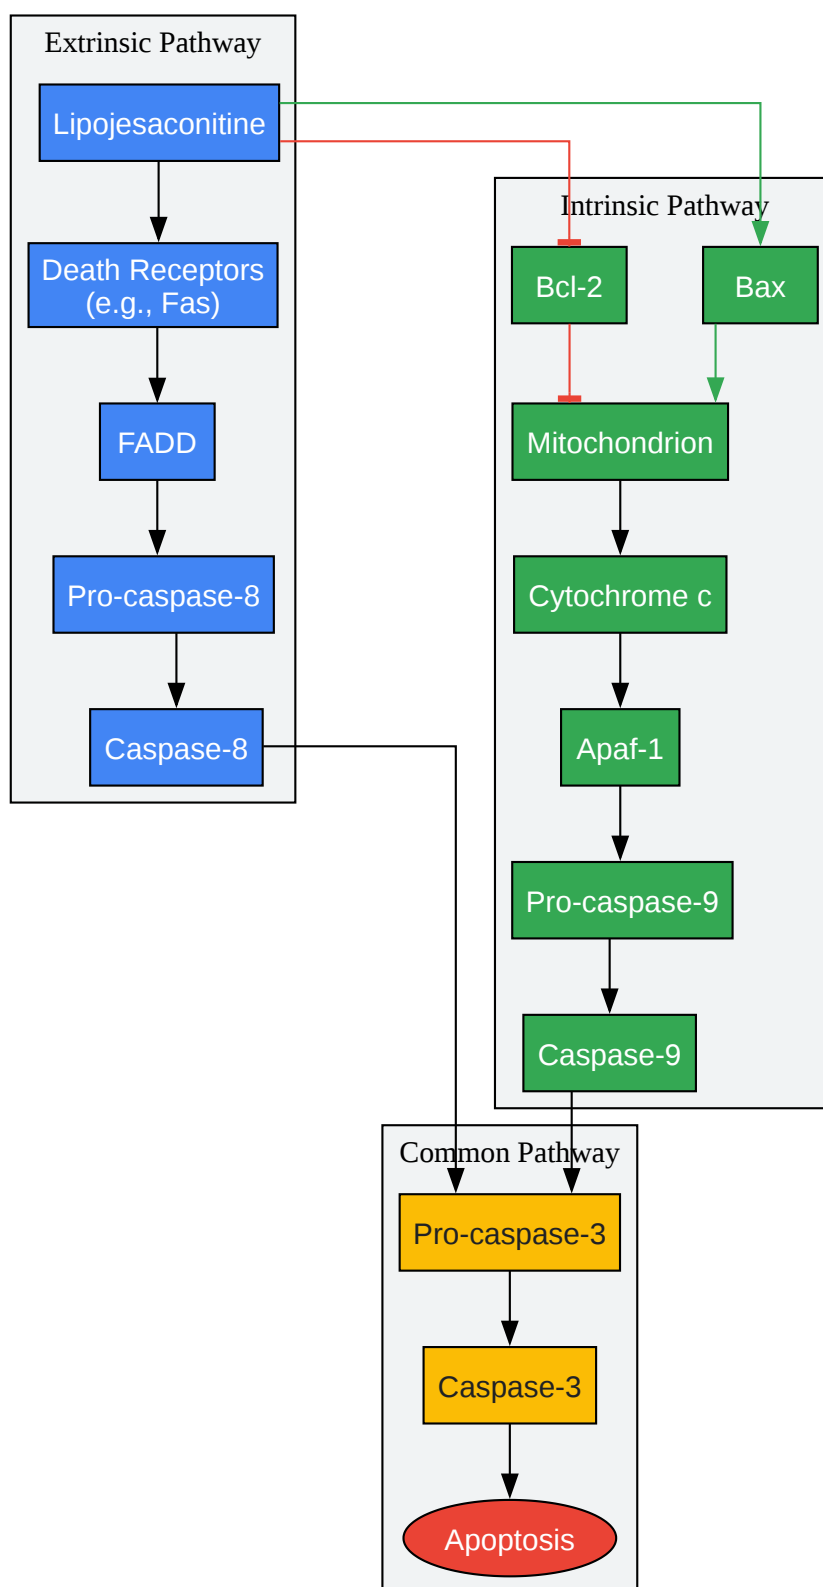 Extrinsic Pathway
Lipojesaconitine
Death Receptors
(e.g., Fas)
FADD
Pro-caspase-8
Caspase-8
Intrinsic Pathway
Bcl-2
Bax
Mitochondrion
Cytochrome c
Apaf-1
Pro-caspase-9
Caspase-9
Common Pathway
Pro-caspase-3
Caspase-3
Apoptosis